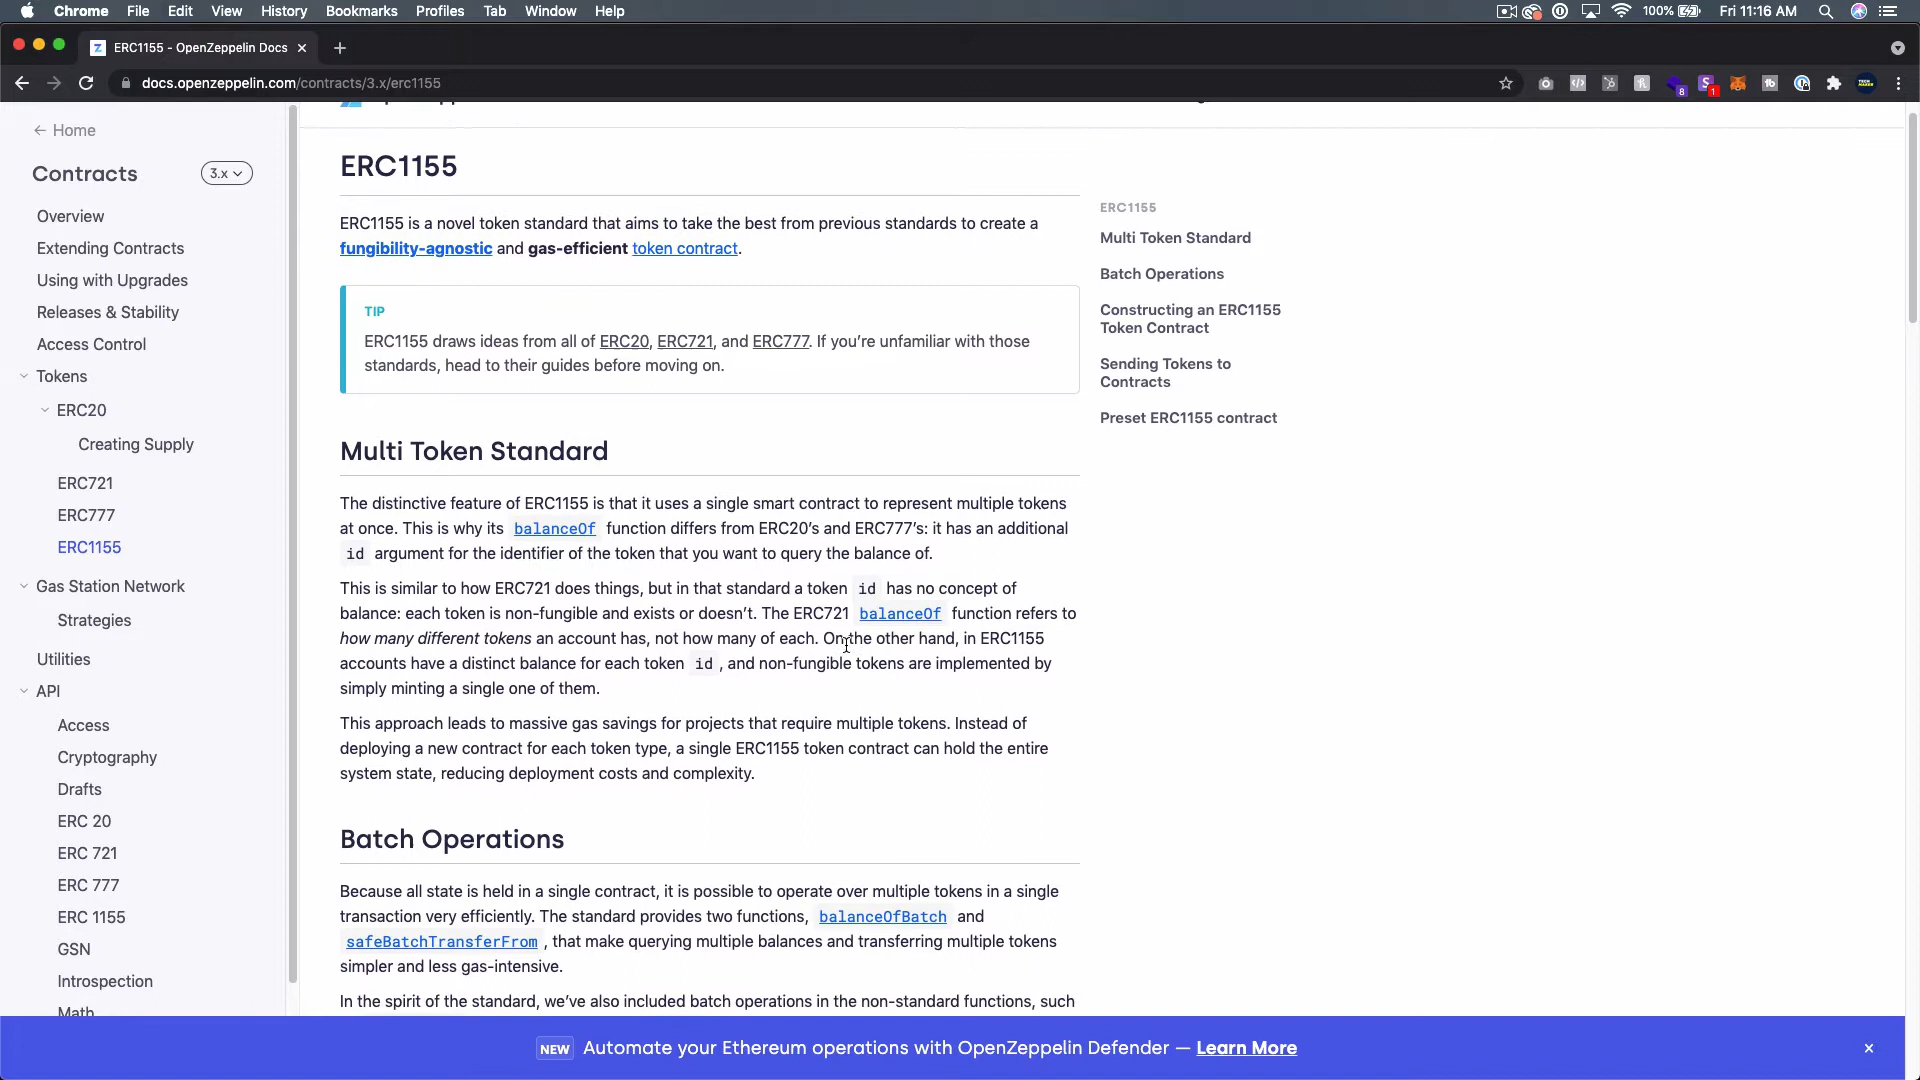 Chrome File Edit View History Bookmarks Profiles Tab Window Help 100% Fri 11:16 AM
ERC1155 - OpenZeppelin Docs
docs.openzeppelin.com/contracts/3.x/erc1155
8
1
← Home
Contracts
3.x
Overview
Extending Contracts
Using with Upgrades
Releases & Stability
Access Control
Tokens
ERC20
Creating Supply
ERC721
ERC777
ERC1155
Gas Station Network
Strategies
Utilities
API
Access
Cryptography
Drafts
ERC 20
ERC 721
ERC 777
ERC 1155
GSN
Introspection
Math
ERC1155
ERC1155 is a novel token standard that aims to take the best from previous standards to create a
fungibility-agnostic and gas-efficient token contract.
TIP
ERC1155 draws ideas from all of ERC20, ERC721, and ERC777. If you're unfamiliar with those
standards, head to their guides before moving on.
Multi Token Standard
The distinctive feature of ERC1155 is that it uses a single smart contract to represent multiple tokens
at once. This is why its balanceOf function differs from ERC20's and ERC777's: it has an additional
id argument for the identifier of the token that you want to query the balance of.
This is similar to how ERC721 does things, but in that standard a token id has no concept of
balance: each token is non-fungible and exists or doesn't. The ERC721 balanceOf function refers to
how many different tokens an account has, not how many of each. On the other hand, in ERC1155
accounts have a distinct balance for each token id , and non-fungible tokens are implemented by
simply minting a single one of them.
This approach leads to massive gas savings for projects that require multiple tokens. Instead of
deploying a new contract for each token type, a single ERC1155 token contract can hold the entire
system state, reducing deployment costs and complexity.
Batch Operations
Because all state is held in a single contract, it is possible to operate over multiple tokens in a single
transaction very efficiently. The standard provides two functions, balanceOfBatch and
safeBatchTransferFrom , that make querying multiple balances and transferring multiple tokens
simpler and less gas-intensive.
In the spirit of the standard, we've also included batch operations in the non-standard functions, such
ERC1155
Multi Token Standard
Batch Operations
Constructing an ERC1155
Token Contract
Sending Tokens to
Contracts
Preset ERC1155 contract
NEW Automate your Ethereum operations with OpenZeppelin Defender — Learn More